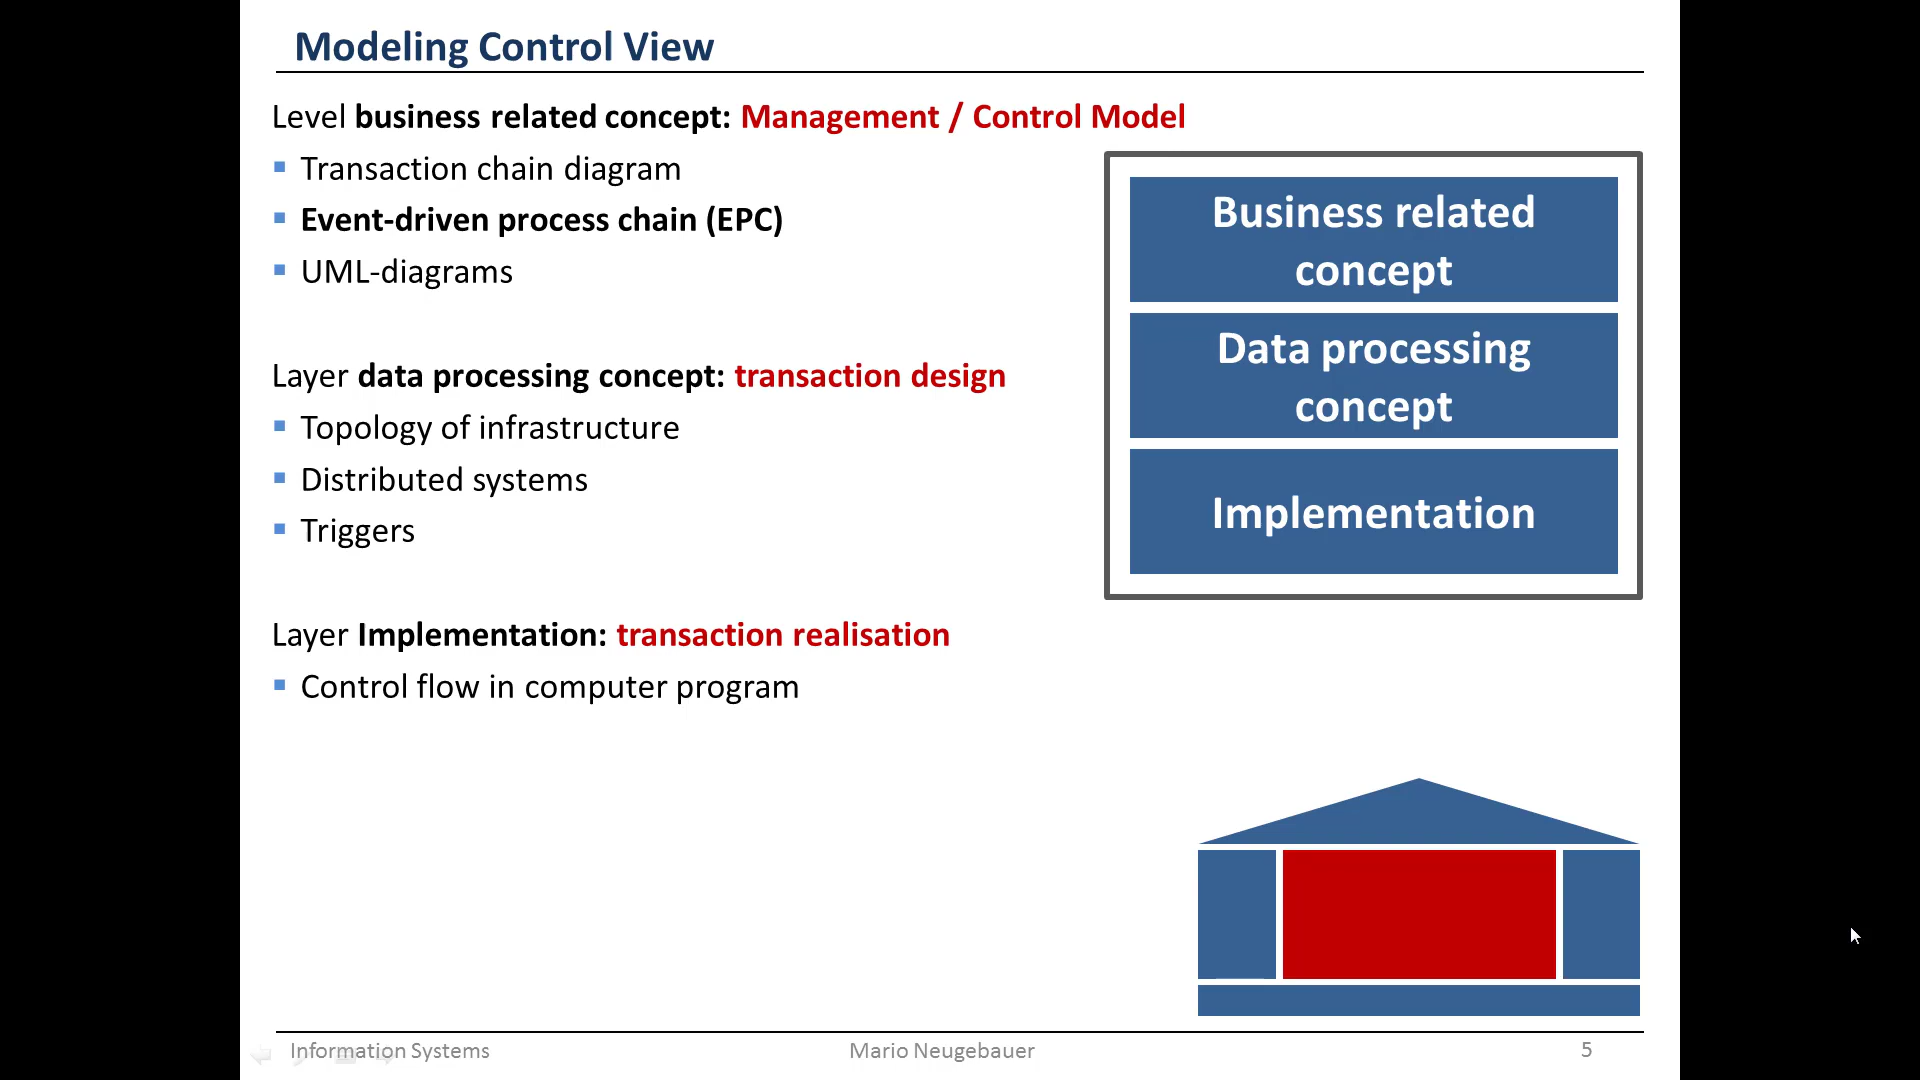 Modeling Control View
Level business related concept: Management / Control Model
Transaction chain diagram
Event-driven process chain (EPC)
UML-diagrams
Layer data processing concept: transaction design
Topology of infrastructure
Distributed systems
Triggers
Layer Implementation: transaction realisation
Control flow in computer program
Business related
concept
Data processing
concept
Implementation
Information Systems
Mario Neugebauer
5